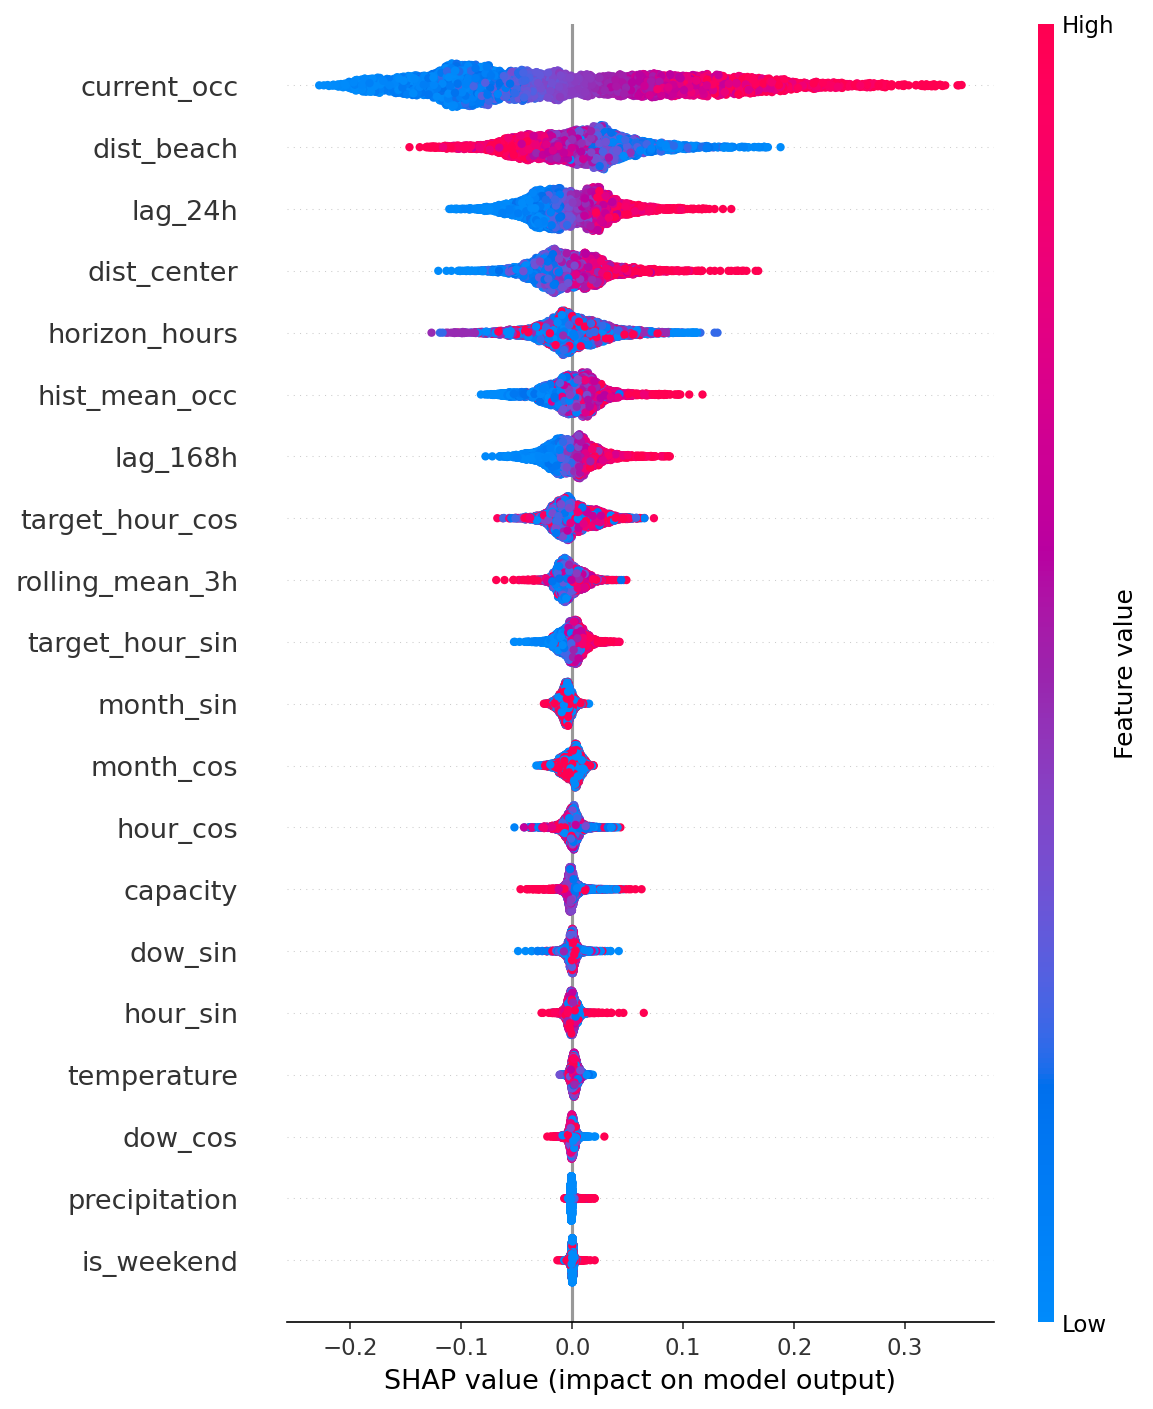 High
current_occ
dist_beach
lag_24h
dist_center
horizon_hours
hist_mean_occ
lag_168h
target_hour_cos
rolling_mean_3h
target_hour_sin
month_sin
month_cos
hour_cos
capacity
dow_sin
hour_sin
temperature
dow_cos
precipitation
is_weekend
Feature value
Low
−0.2 −0.1 0.0 0.1 0.2 0.3
SHAP value (impact on model output)